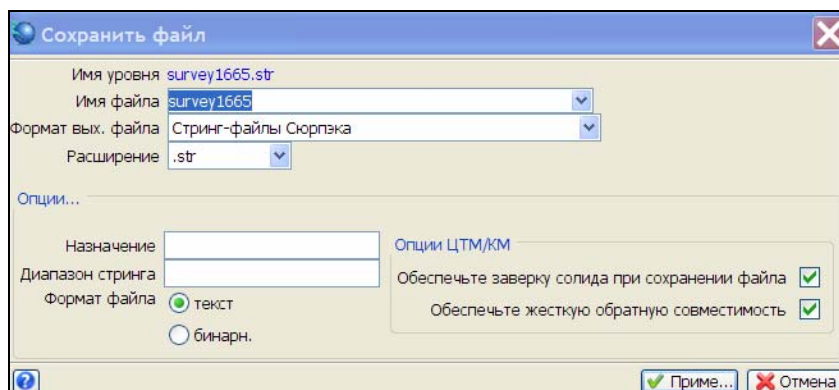 Сохранить файл
Имя уровня survey1665.str
Имя файла survey1665
Формат вых. файла Стринг-файлы Сюрпэка
Расширение .str
Опции...
Назначение
Диапазон стринга
Формат файла текст
бинарн.
Опции ЦТМ/КМ
Обеспечьте заверку солида при сохранении файла
Обеспечьте жесткую обратную совместимость
Приме... Отмена